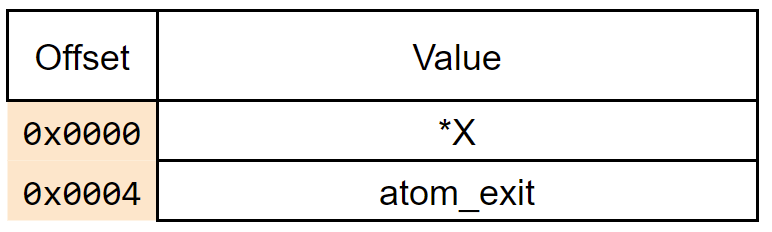 Offset Value
0x0000 *X
0x0004 atom_exit